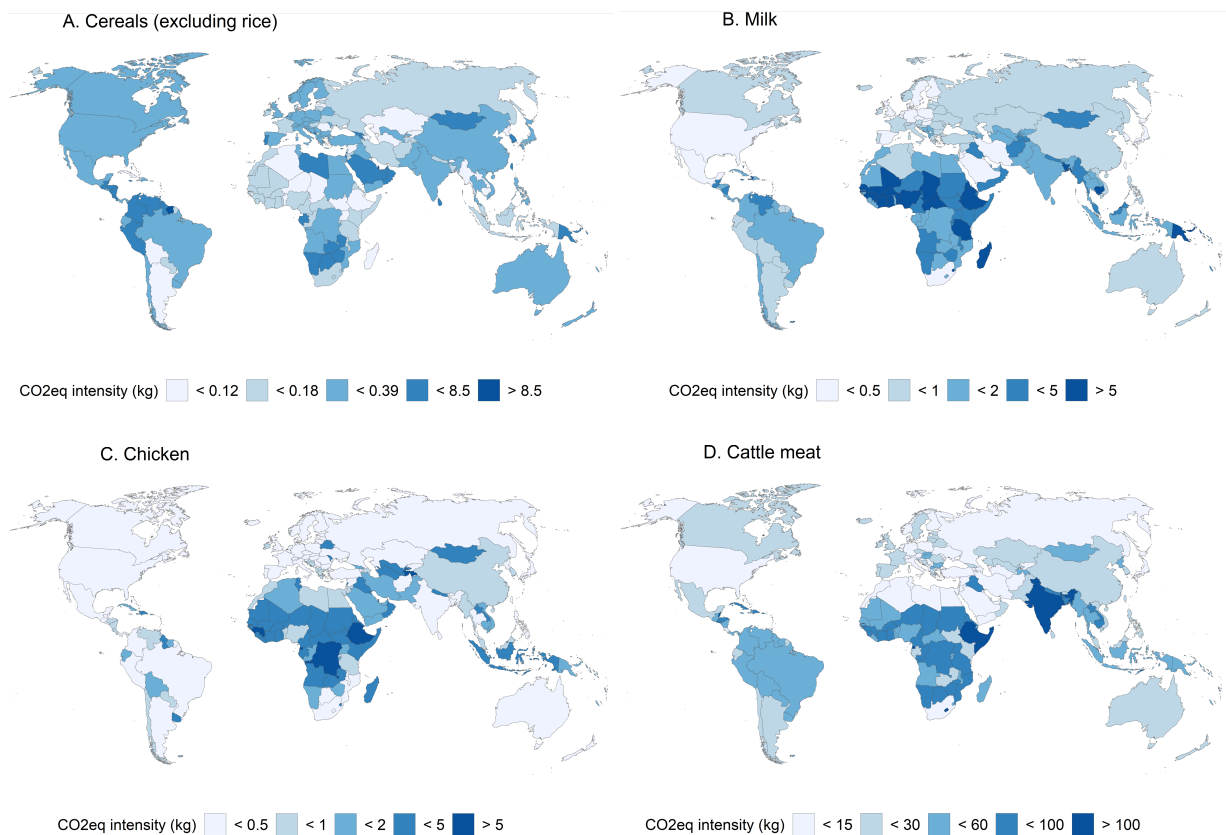 A. Cereals (excluding rice)
B. Milk
CO2eq intensity (kg) < 0.12 < 0.18 < 0.39 < 8.5 > 8.5
CO2eq intensity (kg) < 0.5 < 1 < 2 < 5 > 5
C. Chicken
D. Cattle meat
CO2eq intensity (kg) < 0.5 < 1 < 2 < 5 > 5
CO2eq intensity (kg) < 15 < 30 < 60 < 100 > 100